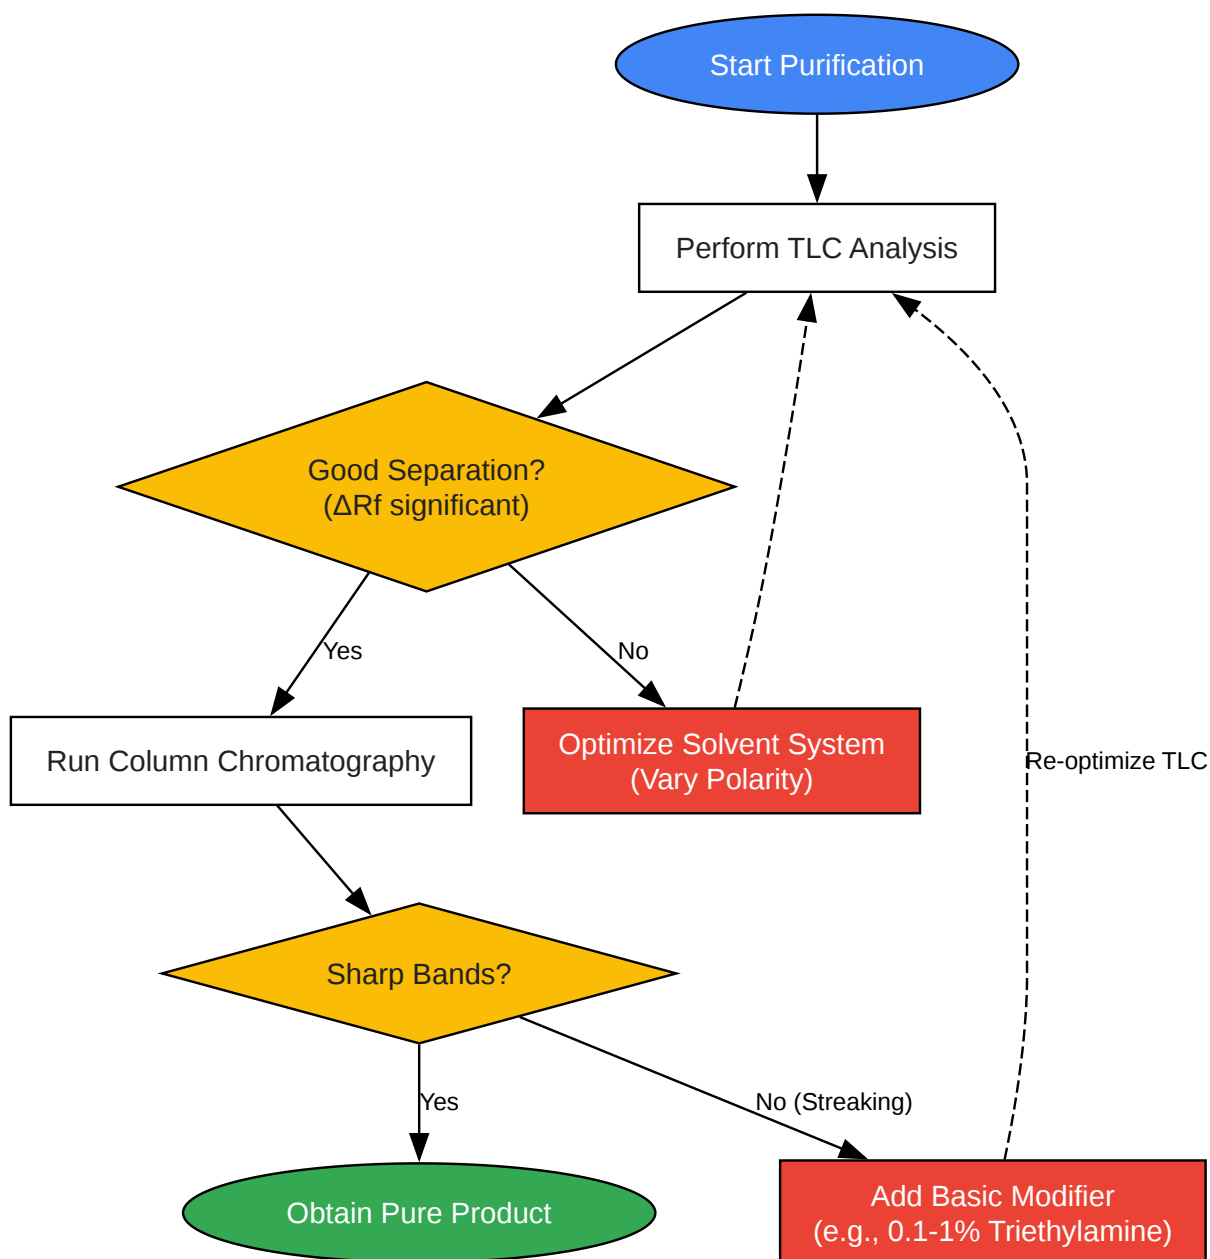 Start Purification
Perform TLC Analysis
Good Separation?
(ΔRf significant)
Yes
No
Run Column Chromatography
Optimize Solvent System
(Vary Polarity)
Re-optimize TLC
Sharp Bands?
Yes
No (Streaking)
Obtain Pure Product
Add Basic Modifier
(e.g., 0.1-1% Triethylamine)